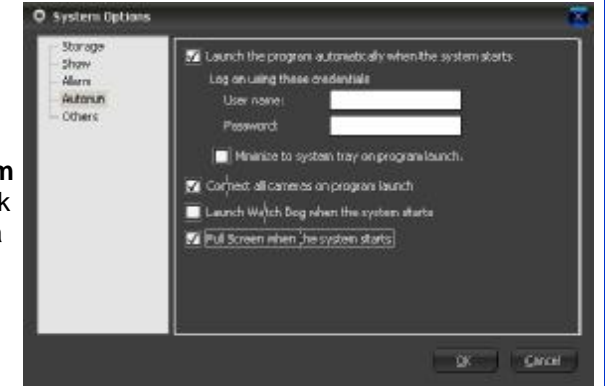 System Options
Storage
Show
Alarm
Autorun
Others
Launch the program automatically when the system starts
Log on using these credentials
User name:
Password:
Minimize to system tray on program launch.
Connect all cameras on program launch
Launch Watch Dog when the system starts
Full Screen when the system starts
OK
Cancel
m
k